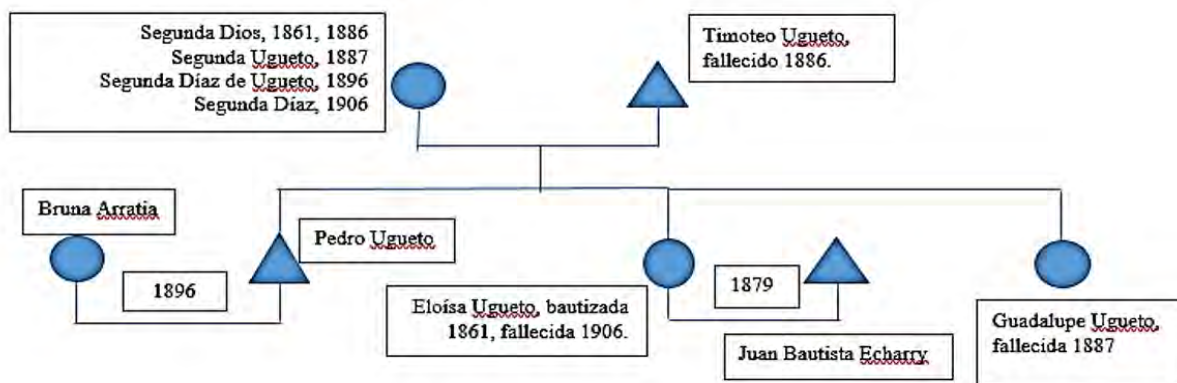 Segunda Dios, 1861, 1886
Segunda Ugueto, 1887
Segunda Díaz de Ugueto, 1896
Segunda Díaz, 1906
Timoteo Ugueto,
fallecido 1886.
Bruna Arratia
Pedro Ugueto
1896
Eloísa Ugueto, bautizada
1861, fallecida 1906.
1879
Juan Bautista Echarry
Guadalupe Ugueto,
fallecida 1887